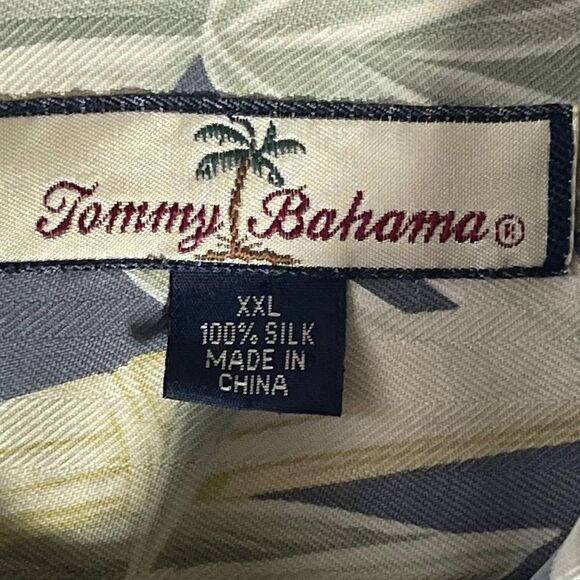 Tommy Bahama®
XXL
100% SILK
MADE IN
CHINA